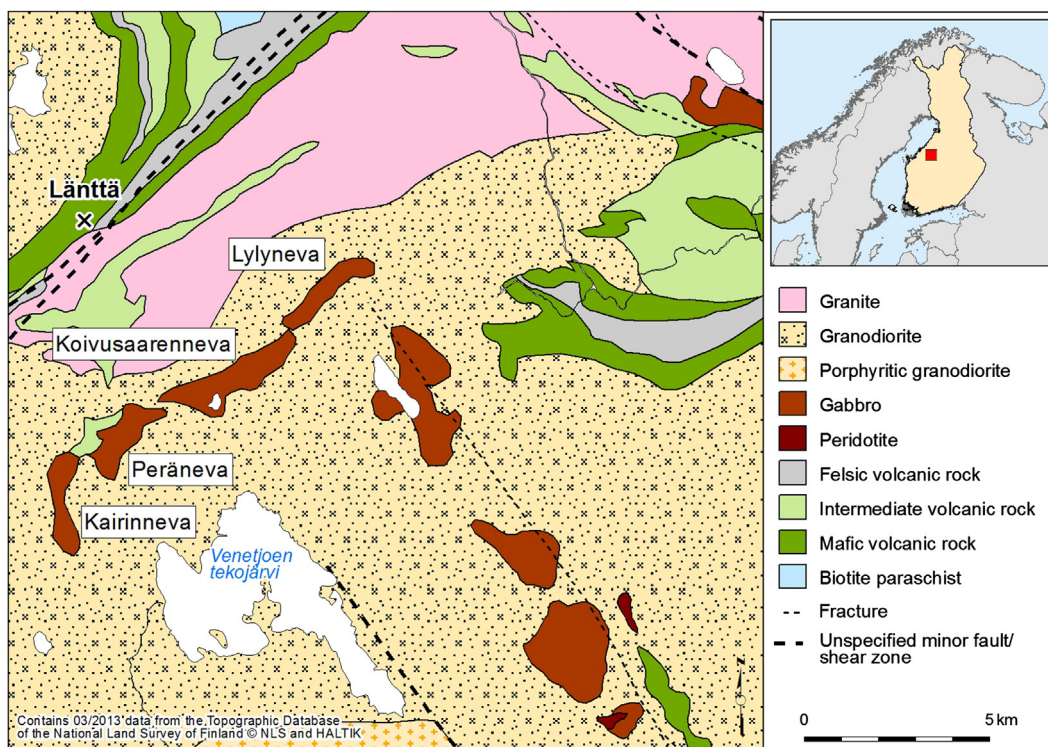 Länttä
Lylyneva
Koivusaarenneva
Peräneva
Kairinneva
Venetjoen
tekojärvi
Contains 03/2013 data from the Topographic Database
of the National Land Survey of Finland © NLS and HALTIK
Granite
Granodiorite
Porphyritic granodiorite
Gabbro
Peridotite
Felsic volcanic rock
Intermediate volcanic rock
Mafic volcanic rock
Biotite paraschist
Fracture
Unspecified minor fault/
shear zone
0 5 km